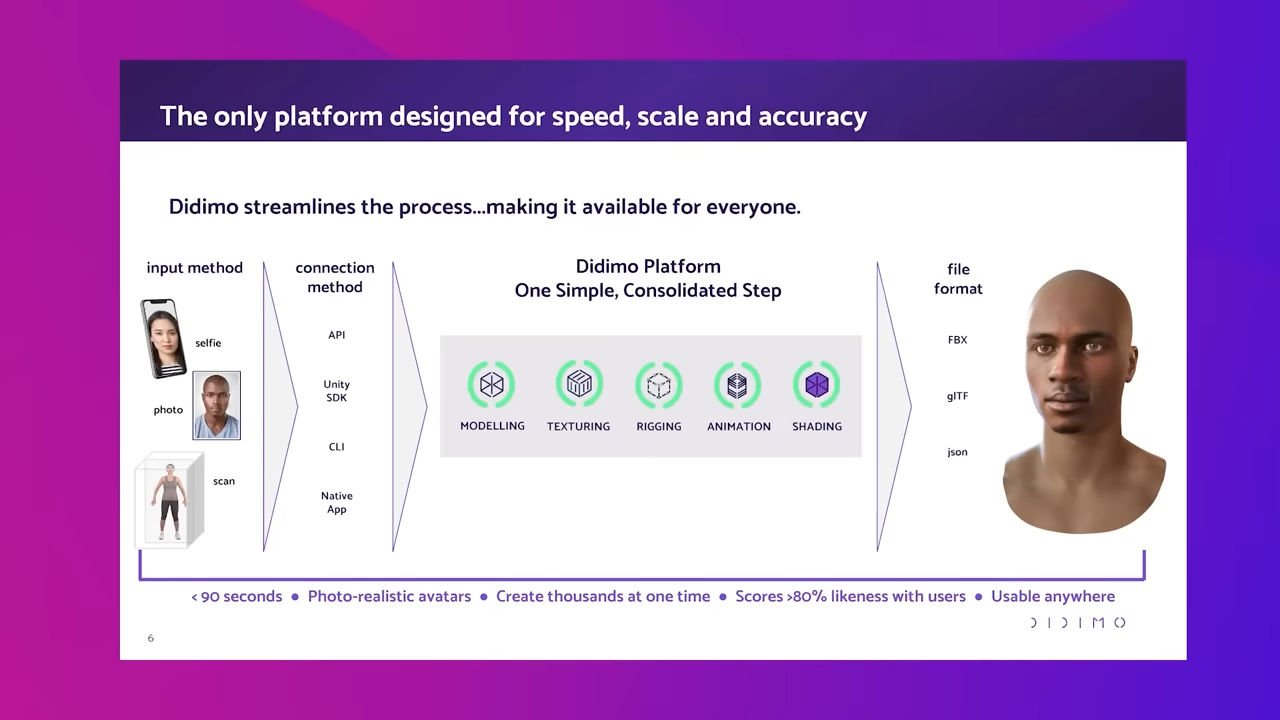 The only platform designed for speed, scale and accuracy
Didimo streamlines the process...making it available for everyone.
input method
selfie
photo
scan
connection
method
API
Unity
SDK
CLI
Native
App
Didimo Platform
One Simple, Consolidated Step
MODELLING
TEXTURING
RIGGING
ANIMATION
SHADING
file
format
FBX
glTF
json
< 90 seconds ● Photo-realistic avatars ● Create thousands at one time ● Scores >80% likeness with users ● Usable anywhere
DIDIMO
6